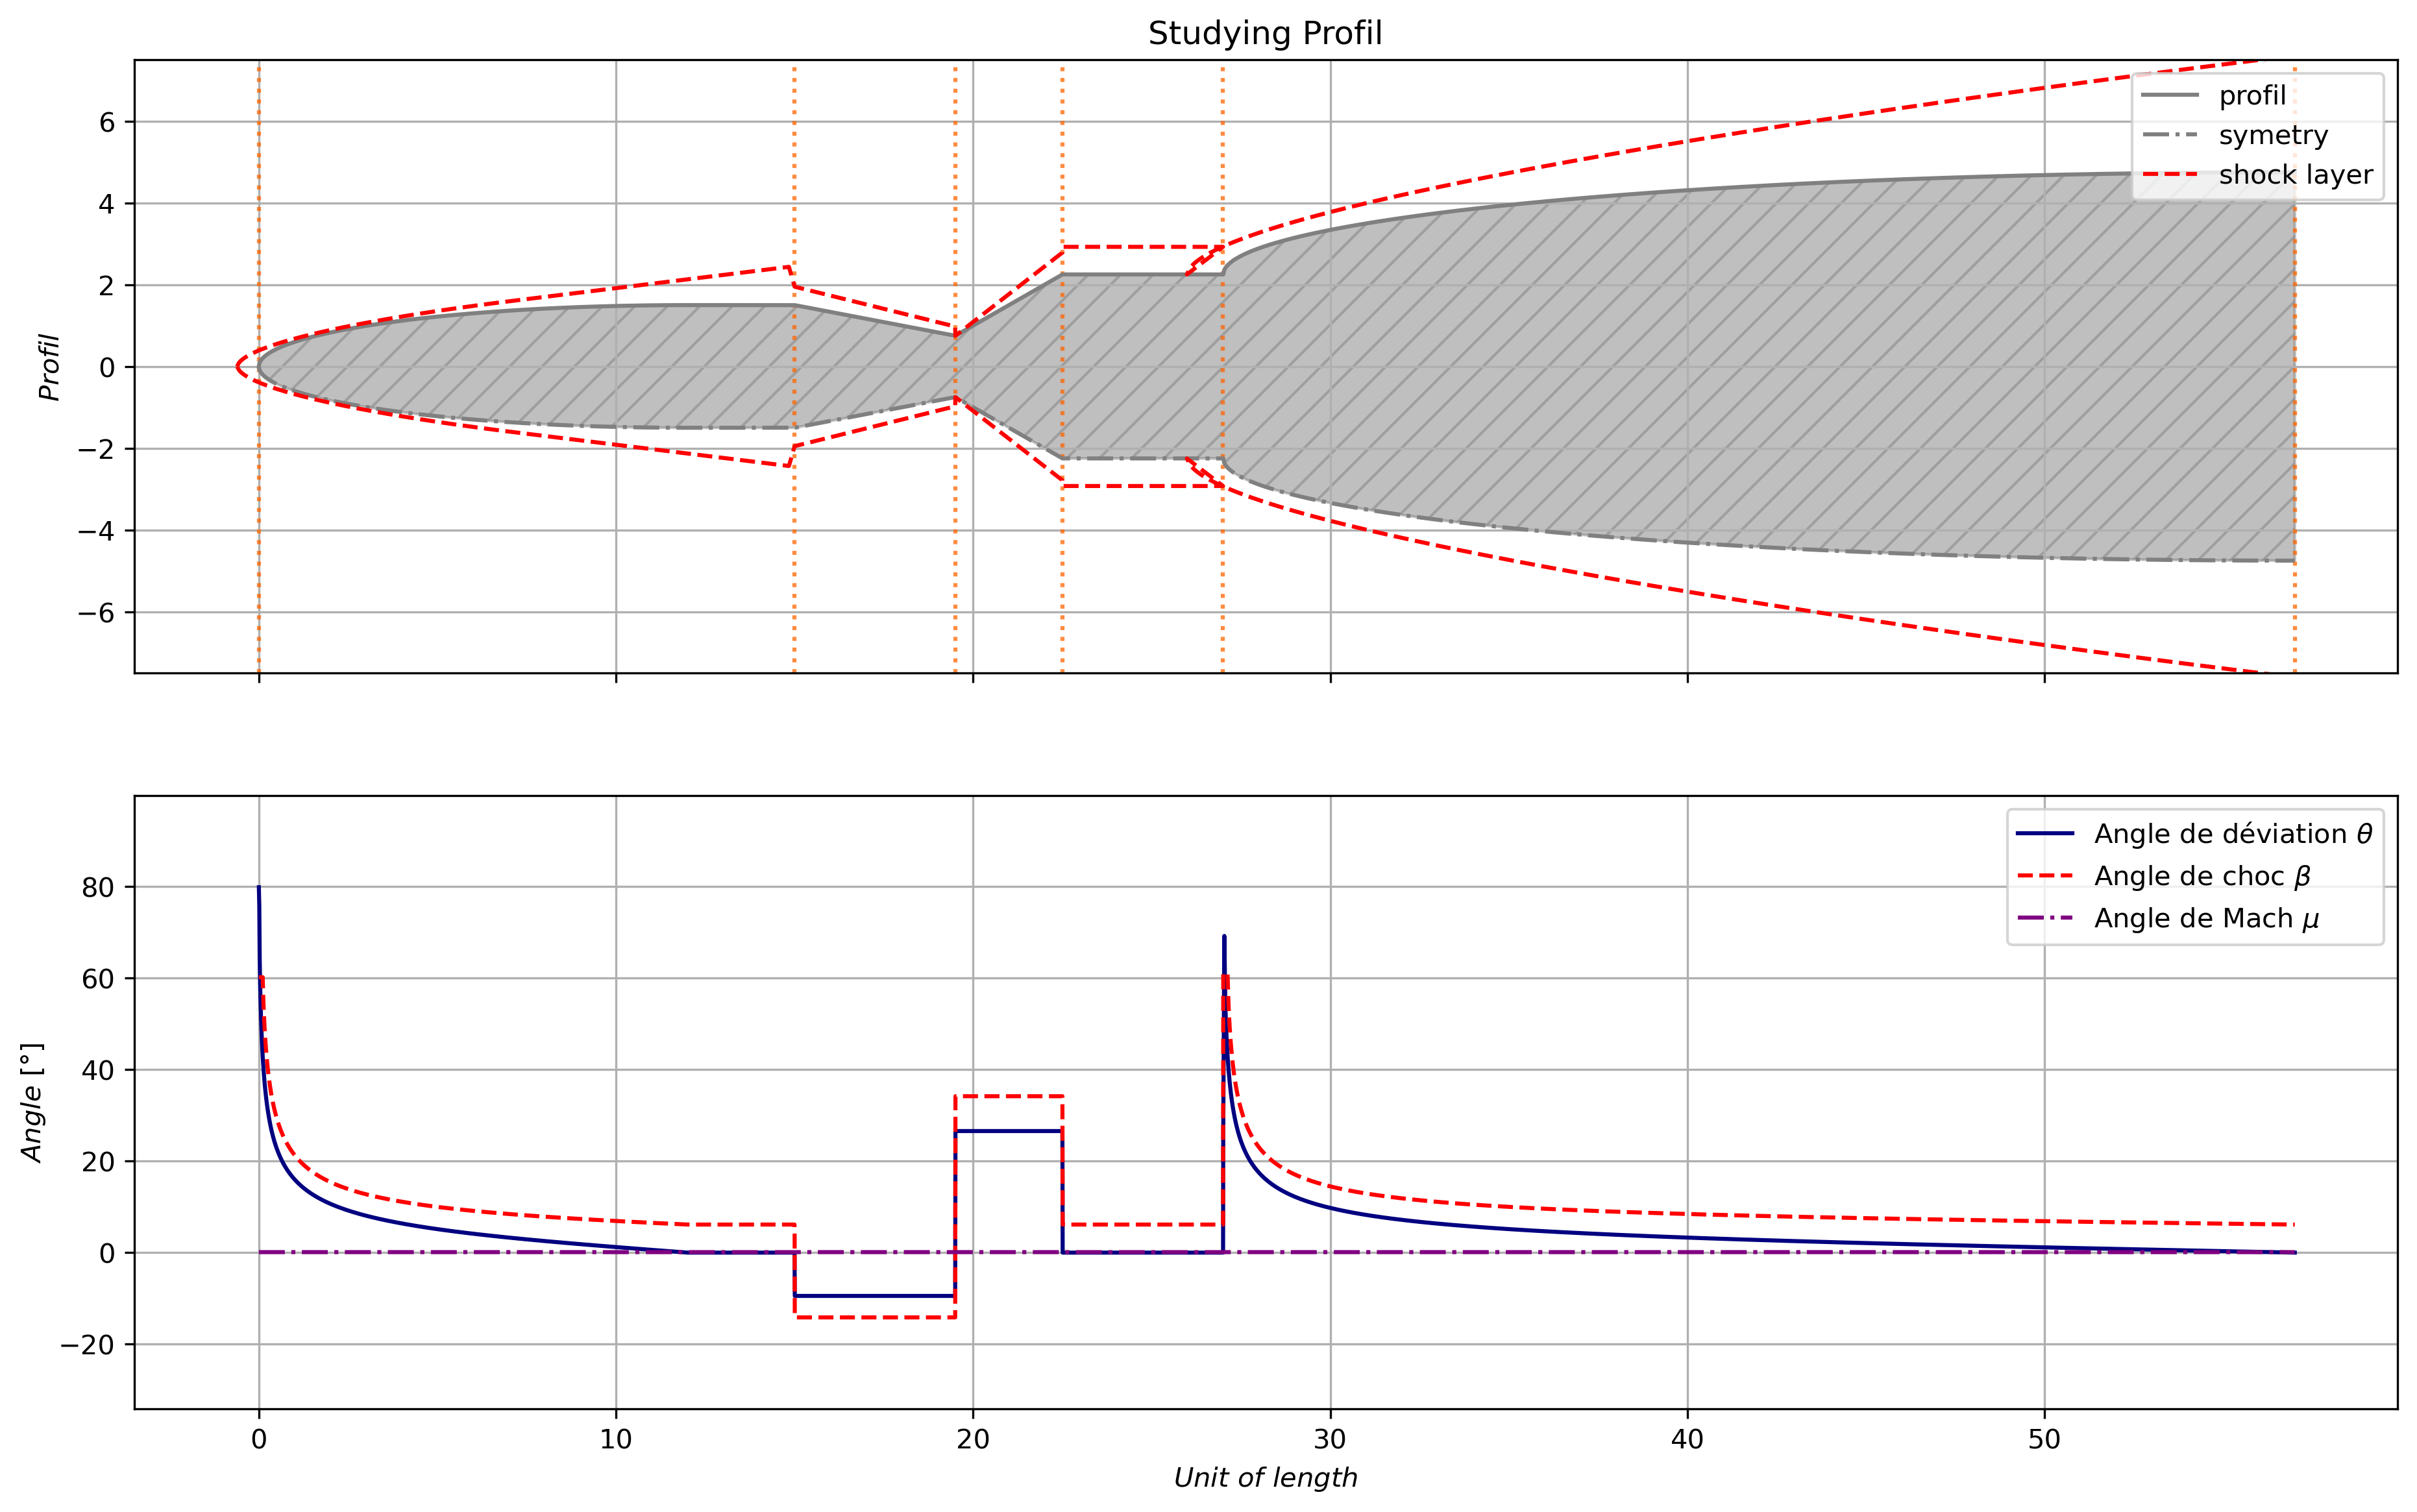 Studying Profil
Profil
6
4
2
0
−2
−4
−6
profil
symetry
shock layer
Angle [°]
80
60
40
20
0
−20
Angle de déviation θ
Angle de choc β
Angle de Mach μ
0 10 20 30 40 50
Unit of length